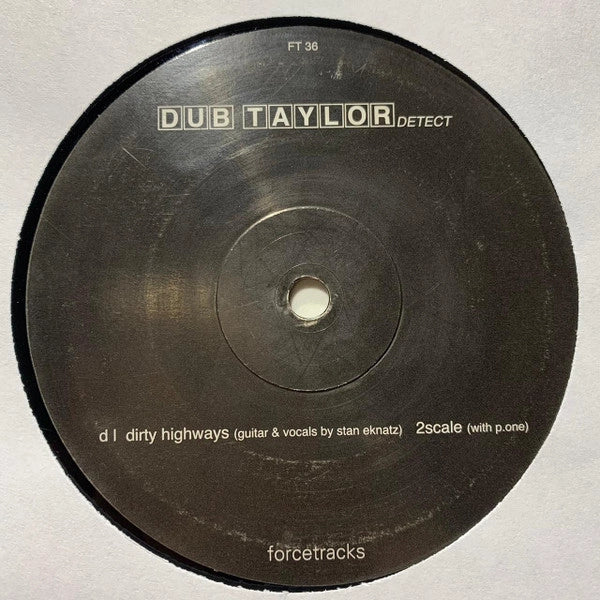 FT 36
DUB TAYLOR DETECT
d | dirty highways (guitar & vocals by stan eknatz) 2scale (with p.one)
forcetracks